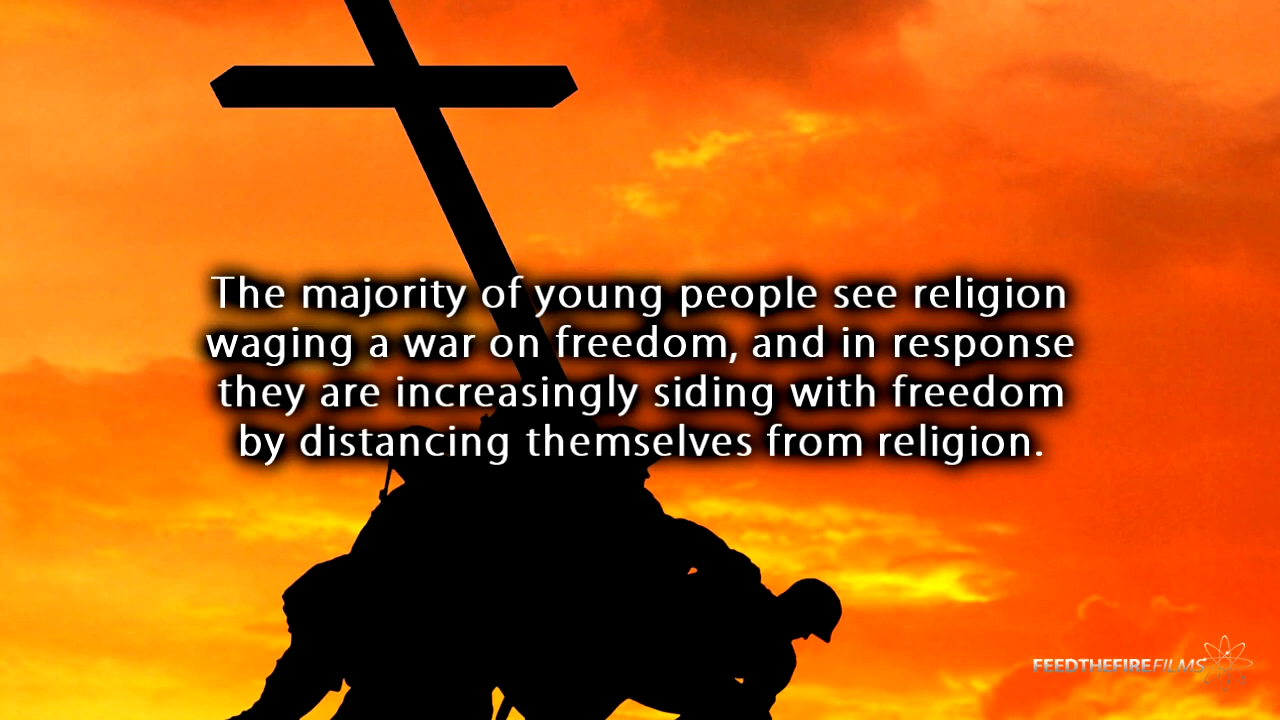 The majority of young people see religion
waging a war on freedom, and in response
they are increasingly siding with freedom
by distancing themselves from religion.
FEEDTHEFIREFILMS